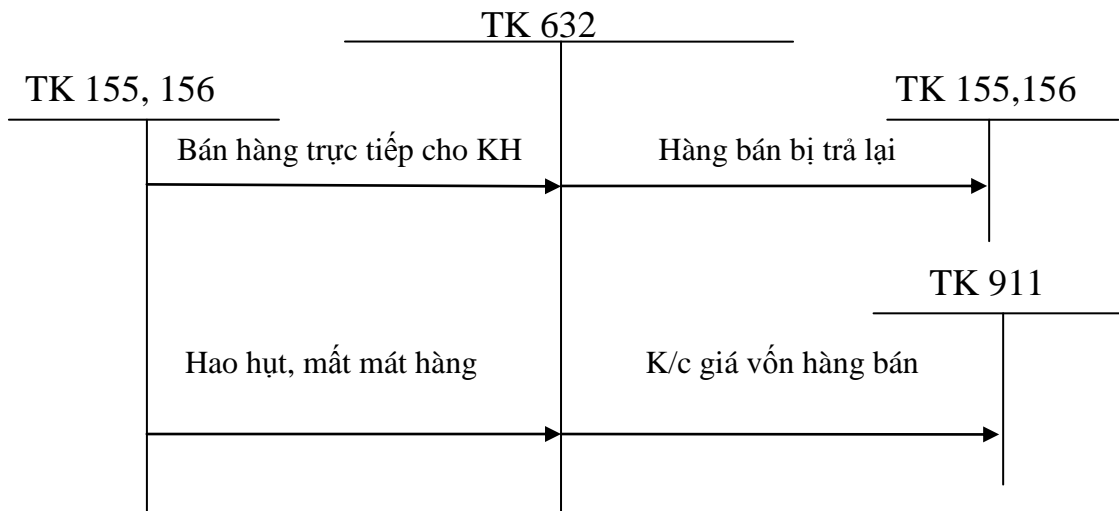 TK 632
TK 155, 156
TK 155,156
Bán hàng trực tiếp cho KH
Hàng bán bị trả lại
TK 911
Hao hụt, mất mát hàng
K/c giá vốn hàng bán